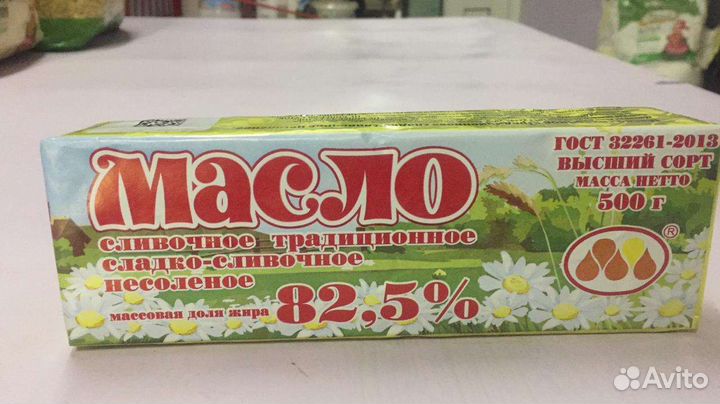 Масло
сливочное традиционное
сладко-сливочное
несоленое
массовая доля жира 82,5%
ГОСТ 32261-2013
ВЫСШИЙ СОРТ
МАССА НЕТТО
500 г
®
Avito